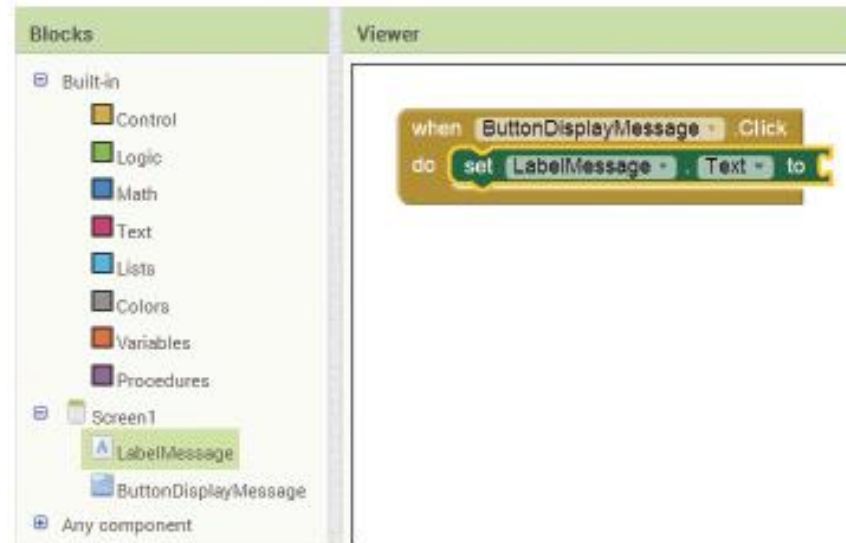 Blocks
Built-in
Control
Logic
Math
Text
Lists
Colors
Variables
Procedures
Screen1
A LabelMessage
ButtonDisplayMessage
Any component
Viewer
when ButtonDisplayMessage .Click
do set LabelMessage . Text to